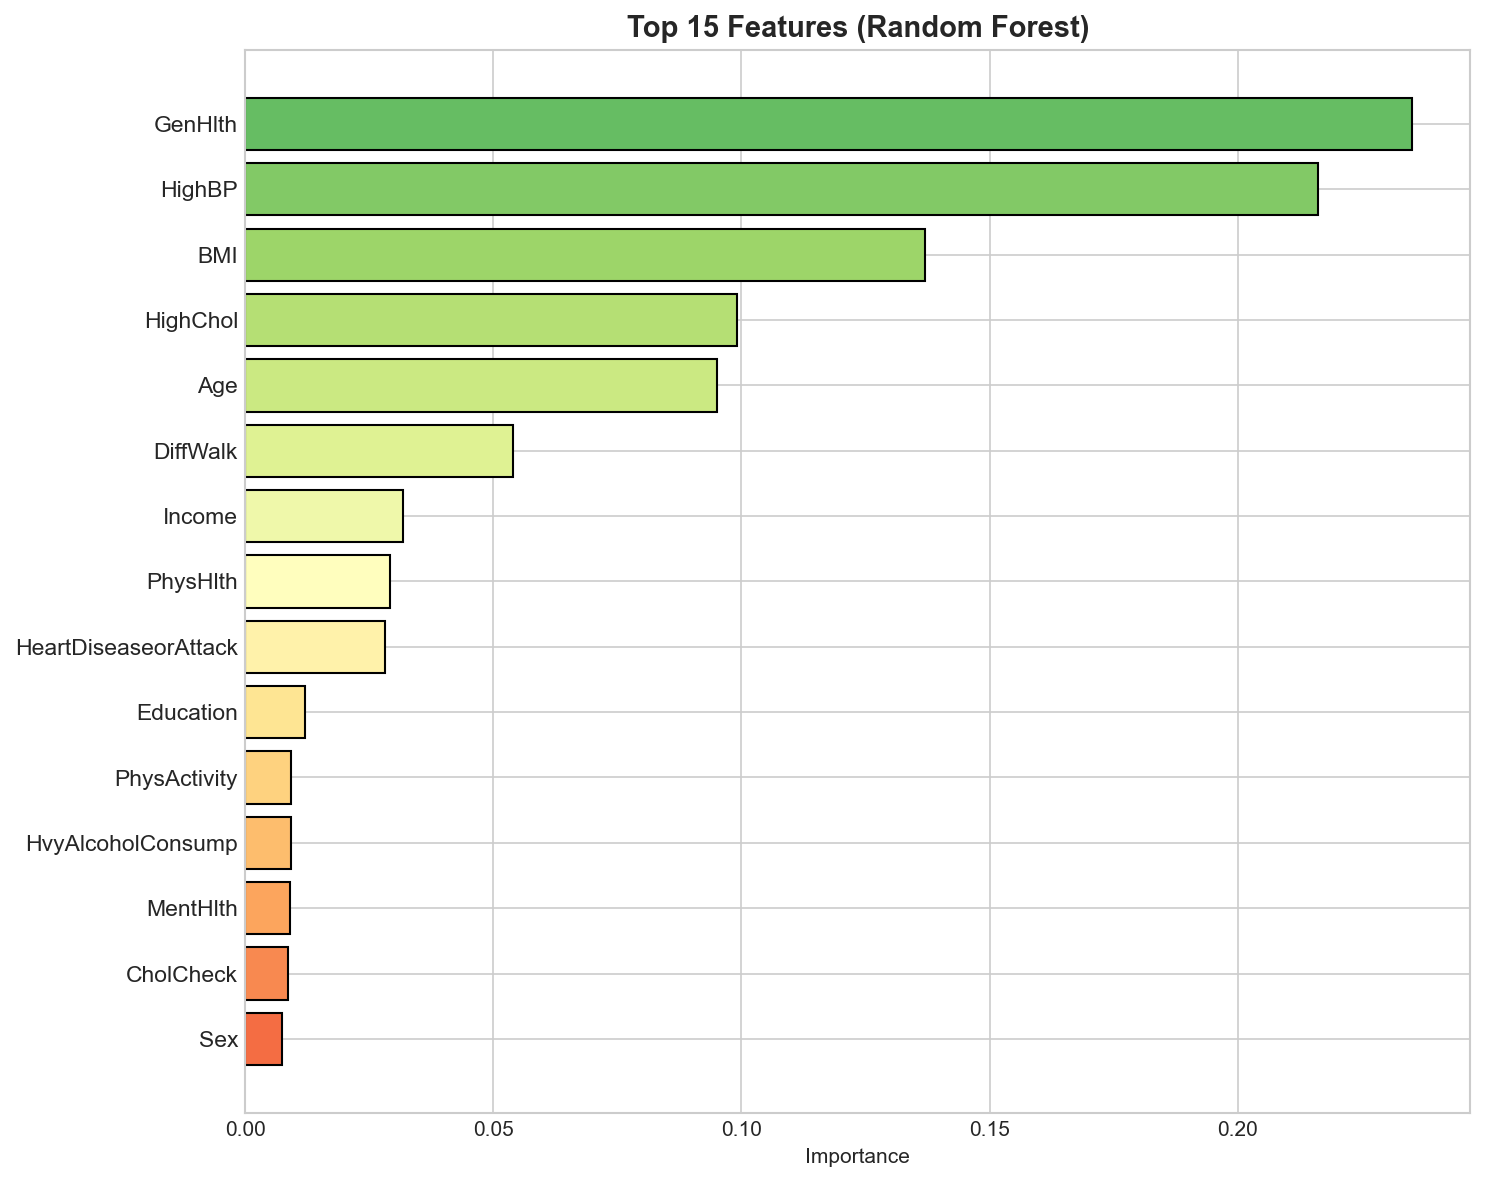 Top 15 Features (Random Forest)
GenHlth
HighBP
BMI
HighChol
Age
DiffWalk
Income
PhysHlth
HeartDiseaseorAttack
Education
PhysActivity
HvyAlcoholConsump
MentHlth
CholCheck
Sex
0.00 0.05 0.10 0.15 0.20
Importance